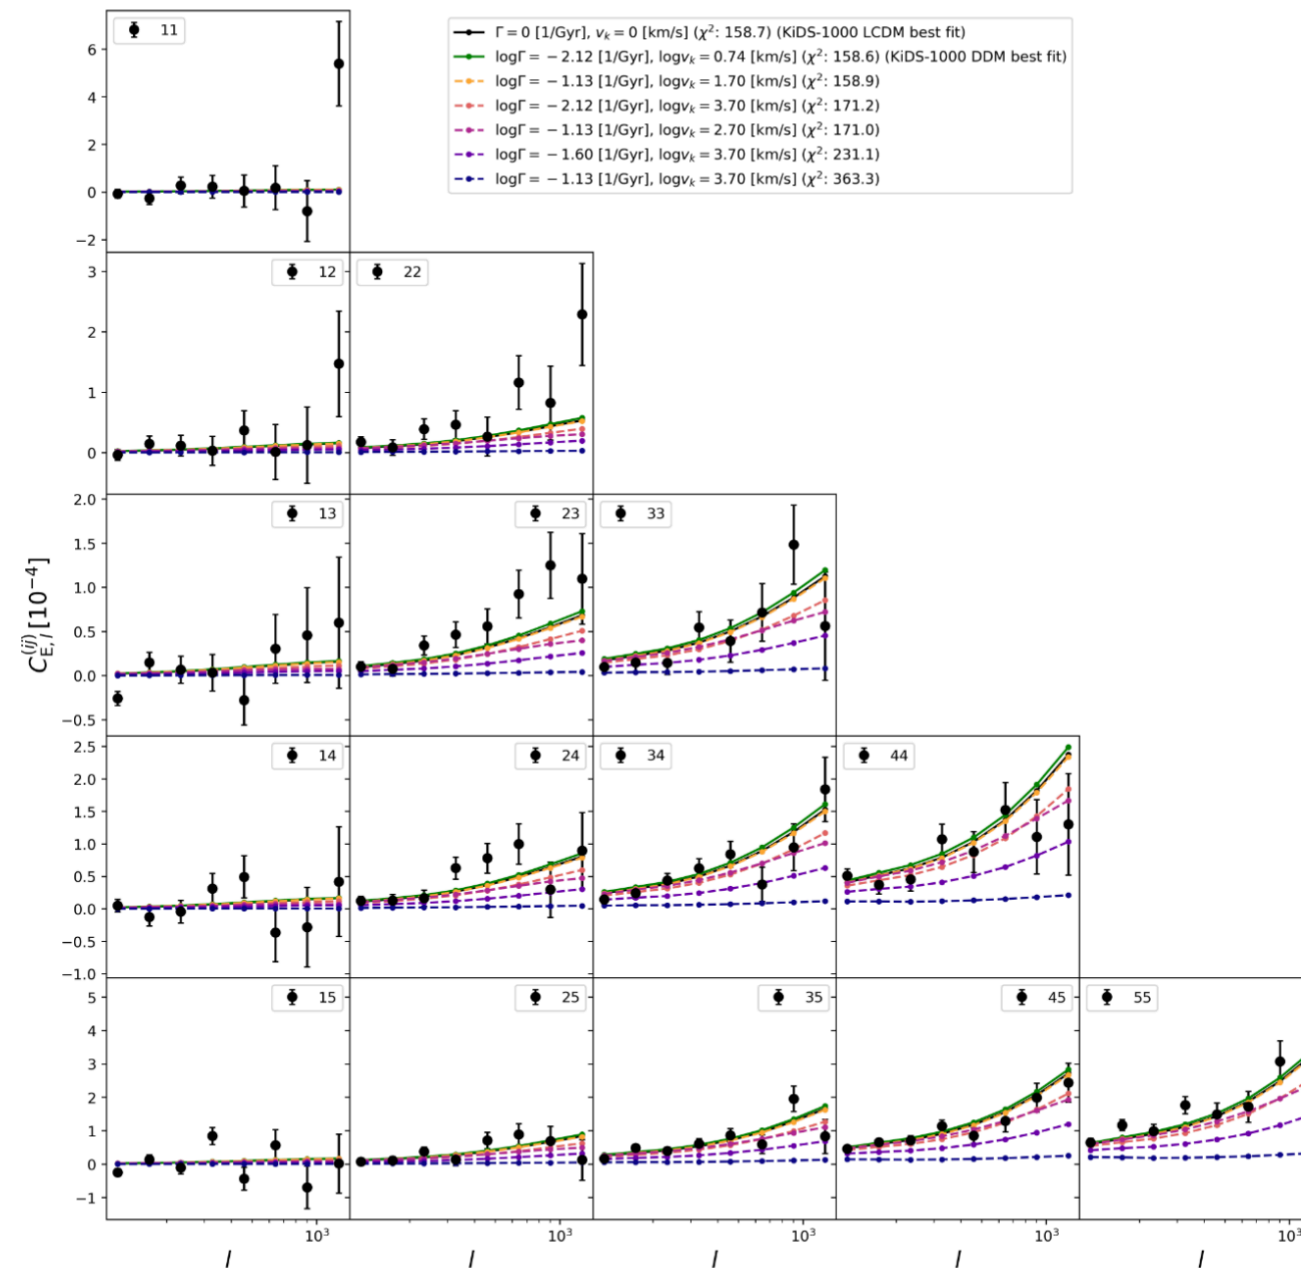 11
Γ = 0 [1/Gyr], v_k = 0 [km/s] (χ²: 158.7) (KiDS-1000 LCDM best fit)
logΓ = −2.12 [1/Gyr], logv_k = 0.74 [km/s] (χ²: 158.6) (KiDS-1000 DDM best fit)
logΓ = −1.13 [1/Gyr], logv_k = 1.70 [km/s] (χ²: 158.9)
logΓ = −2.12 [1/Gyr], logv_k = 3.70 [km/s] (χ²: 171.2)
logΓ = −1.13 [1/Gyr], logv_k = 2.70 [km/s] (χ²: 171.0)
logΓ = −1.60 [1/Gyr], logv_k = 3.70 [km/s] (χ²: 231.1)
logΓ = −1.13 [1/Gyr], logv_k = 3.70 [km/s] (χ²: 363.3)
6
4
2
0
−2
12 22
3
2
1
0
13 23 33
2.0
1.5
1.0
0.5
0.0
−0.5
C_{E,l}^{(ij)} [10⁻⁴]
14 24 34 44
2.5
2.0
1.5
1.0
0.5
0.0
−0.5
−1.0
15 25 35 45 55
5
4
3
2
1
0
−1
10³ 10³ 10³ 10³ 10³
l l l l l